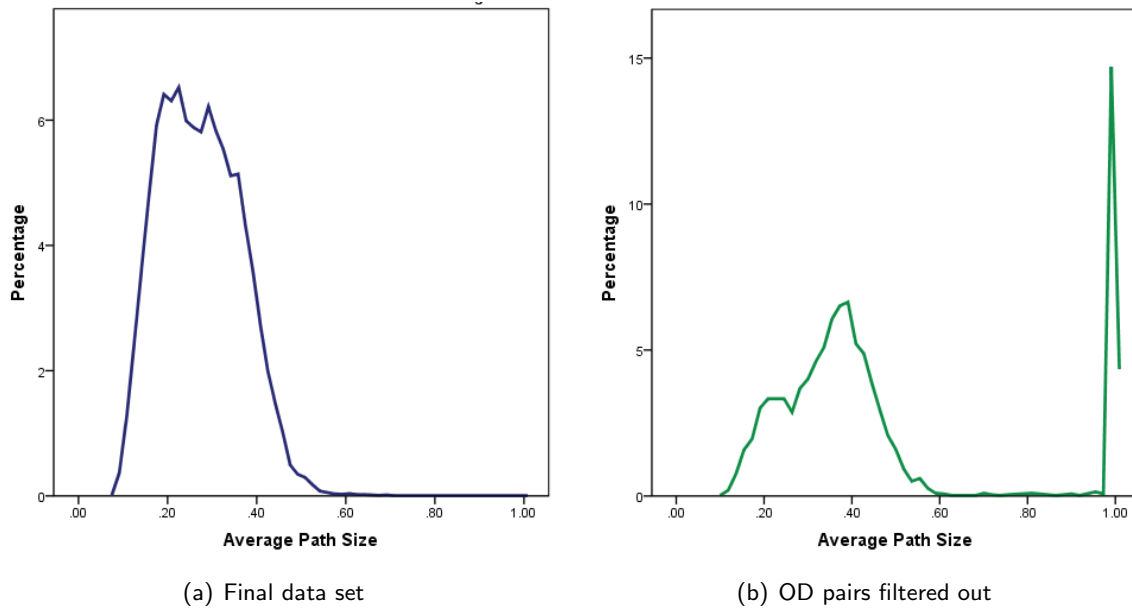 Percentage
6
4
2
0
.00 .20 .40 .60 .80 1.00
Average Path Size
(a) Final data set
Percentage
15
10
5
0
.00 .20 .40 .60 .80 1.00
Average Path Size
(b) OD pairs filtered out